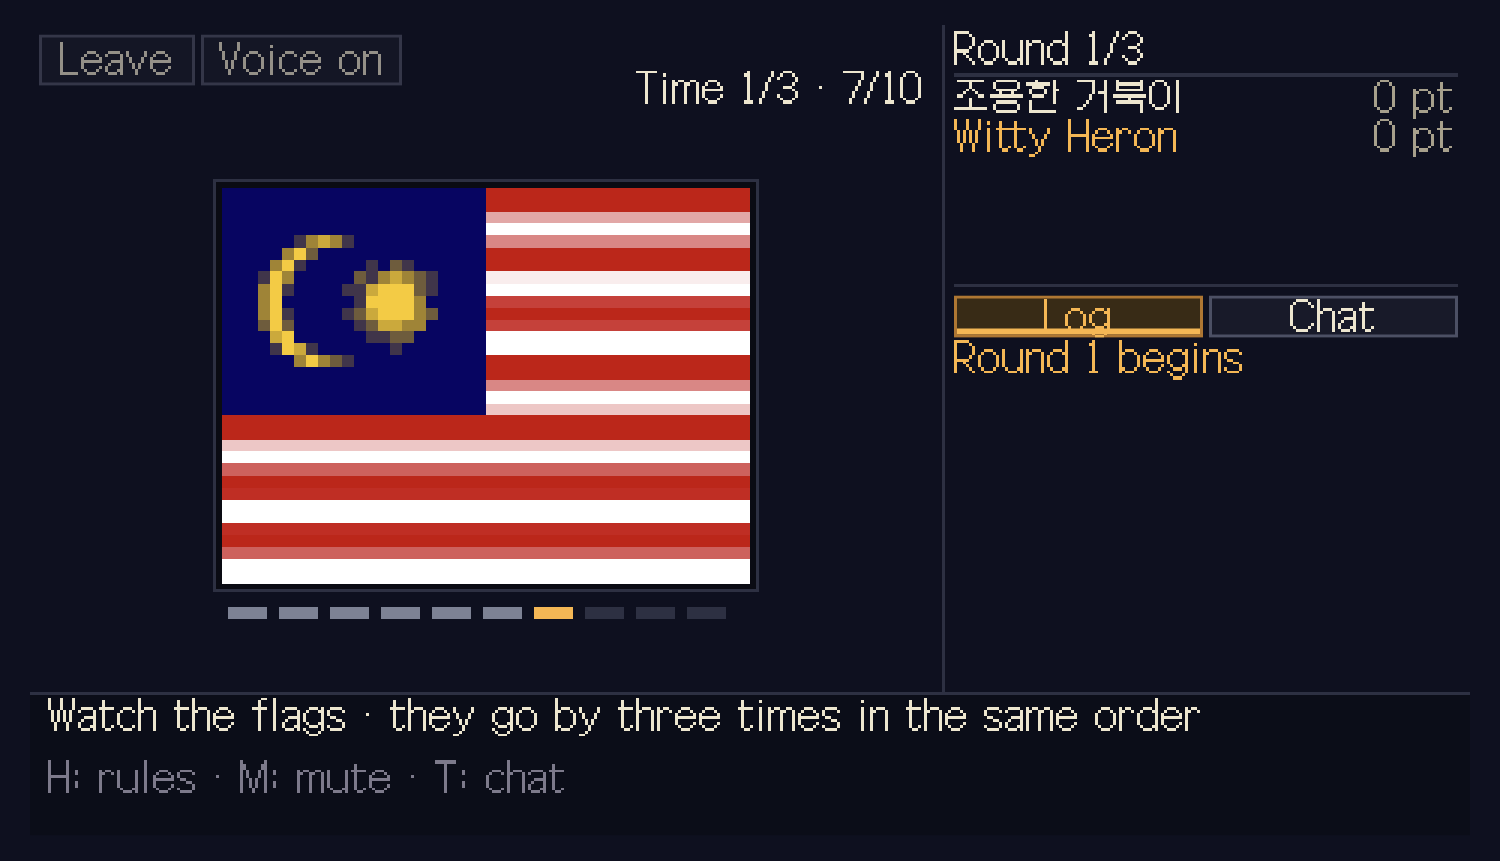 Leave Voice on
Time 1/3 · 7/10
Round 1/3
조용한 거북이 0 pt
Witty Heron 0 pt
Log Chat
Round 1 begins
Watch the flags · they go by three times in the same order
H: rules · M: mute · T: chat